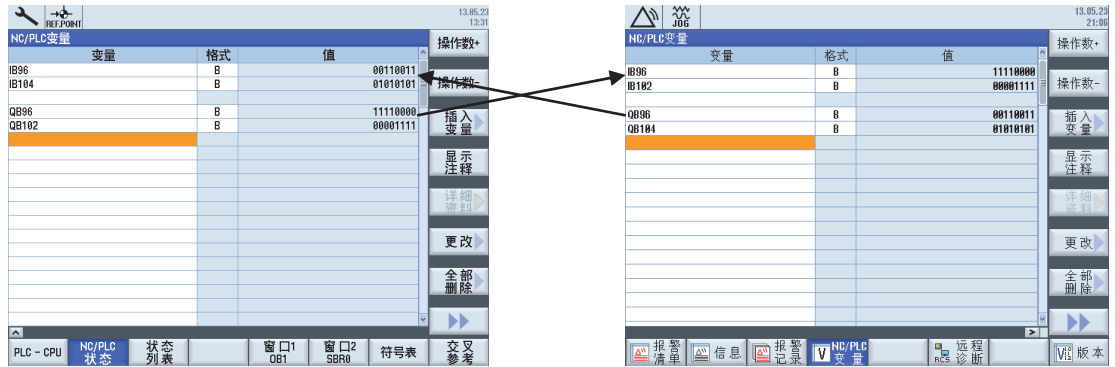 REF.POINT
13.05.23
13:31
NC/PLC变量
变量 格式 值
IB96 B 00110011
IB104 B 01010101
QB96 B 11110000
QB102 B 00001111
操作数+
操作数-
插入
变量
显示
注释
详细
资料
更改
全部
删除
PLC - CPU
NC/PLC
状态
状态
列表
窗口1
OB1
窗口2
SBR0
符号表
交叉
参考
JOG
13.05.23
21:06
NC/PLC变量
变量 格式 值
IB96 B 11110000
IB102 B 00001111
QB96 B 00110011
QB104 B 01010101
操作数+
操作数-
插入
变量
显示
注释
详细
资料
更改
全部
删除
报警
清单
信息
报警
记录
NC/PLC
变量
RCS
远程
诊断
版本